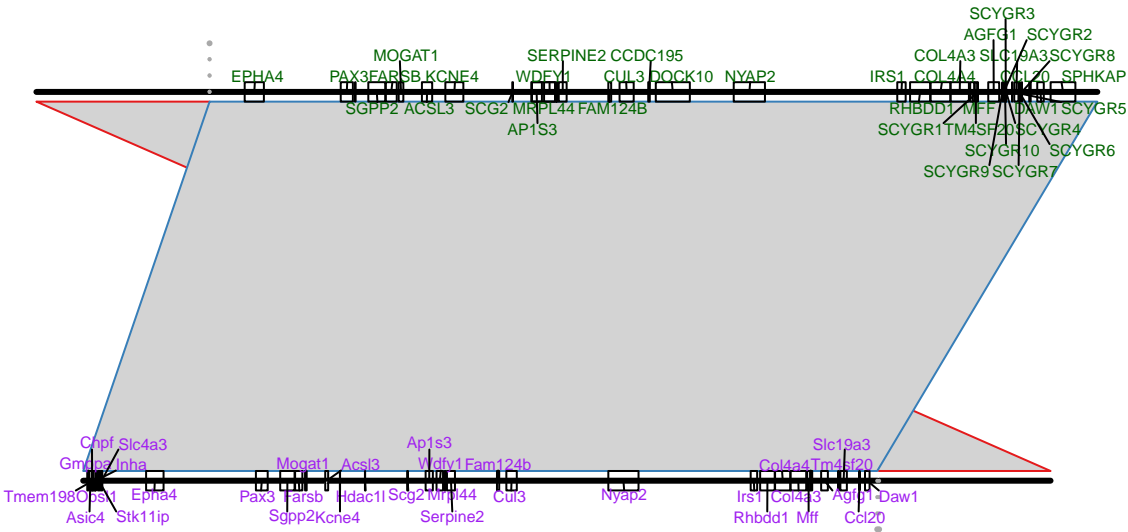 SCYGR3
AGFG1 SCYGR2
MOGAT1 SERPINE2 CCDC195 COL4A3 SLC19A3 SCYGR8
EPHA4 PAX3 FARSB KCNE4 WDFY1 CUL3 DOCK10 NYAP2 IRS1 COL4A4 CCL20 SPHKAP
SGPP2 ACSL3 SCG2 MRPL44 FAM124B RHBDD1 MFF DAW1 SCYGR5
AP1S3 SCYGR1 TM4SF20 SCYGR4
SCYGR10 SCYGR6
SCYGR9 SCYGR7
Chpf Slc4a3 Ap1s3 Slc19a3
Gmppa Inha Mogat1 Acsl3 Wdfy1 Fam124b Col4a4 Tm4sf20
Tmem198 Obsl1 Epha4 Pax3 Farsb Hdac1l Scg2 Mrpl44 Cul3 Nyap2 Irs1 Col4a3 Agfg1 Daw1
Asic4 Stk11ip Sgpp2 Kcne4 Serpine2 Rhbdd1 Mff Ccl20